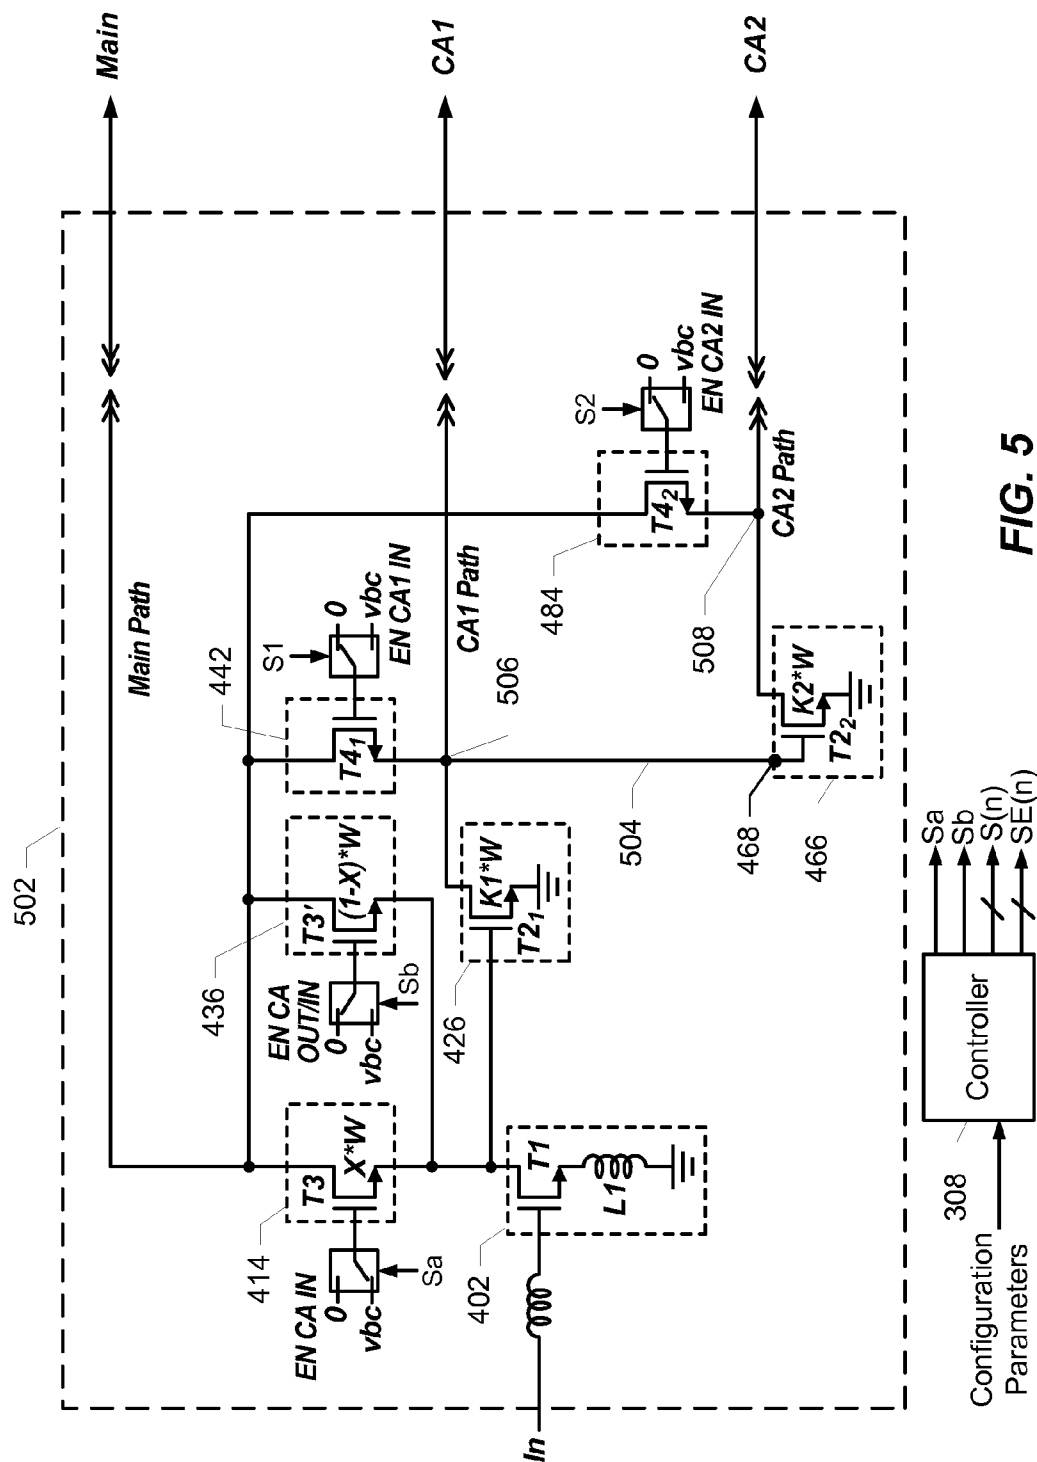 502
Main
Main Path
CA1
CA1 Path
CA2
CA2 Path
414
EN CA IN
0
vbc
Sa
T3
X*W
436
EN CA
OUT/IN
0
vbc
Sb
T3'
(1-X)*W
442
T4₁
S1
0
vbc
EN CA1 IN
506
484
T4₂
S2
0
vbc
EN CA2 IN
508
402
T1
L1
In
426
T2₁
K1*W
504
468
466
T2₂
K2*W
308
Configuration
Parameters
Controller
Sa
Sb
S(n)
SE(n)
FIG. 5